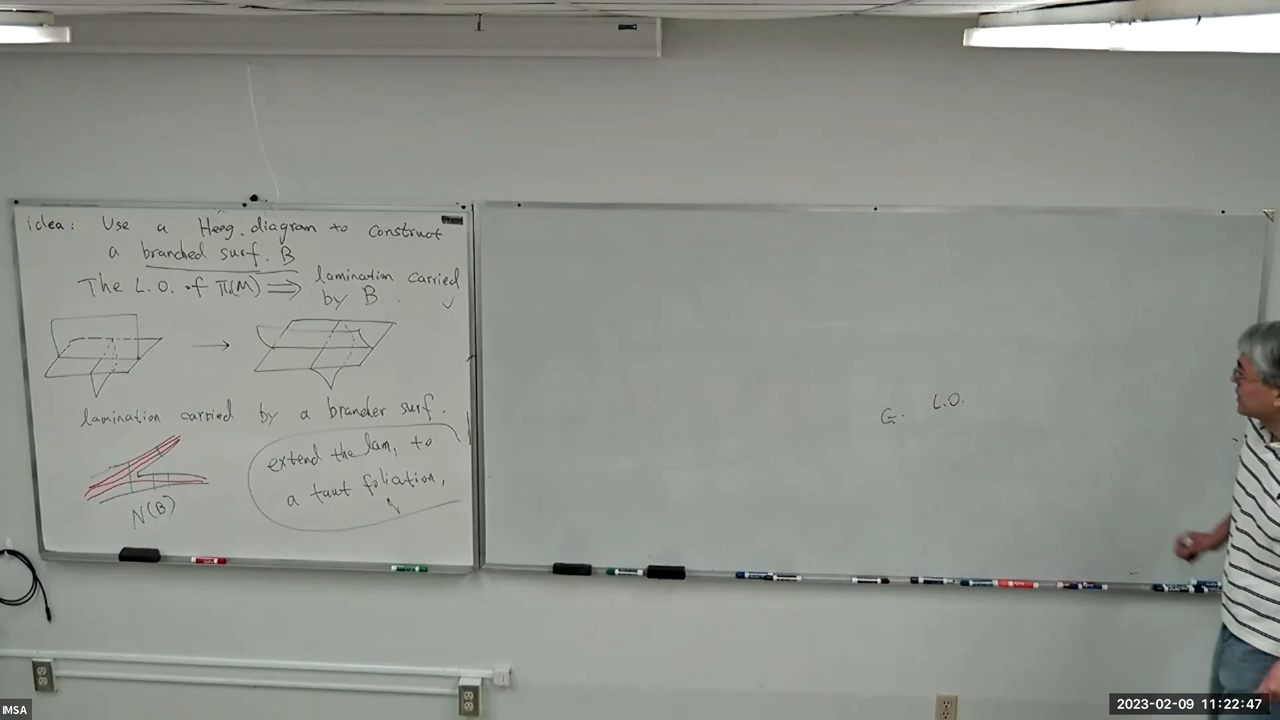 idea: Use a Heeg. diagram to construct
a branched surf. B
The L.O. of π₁(M) ⟹ lamination carried
by B.
lamination carried by a brander surf.
extend the lam, to
a taut foliation,
N(B)
G. L.O.
IMSA
2023-02-09 11:22:47